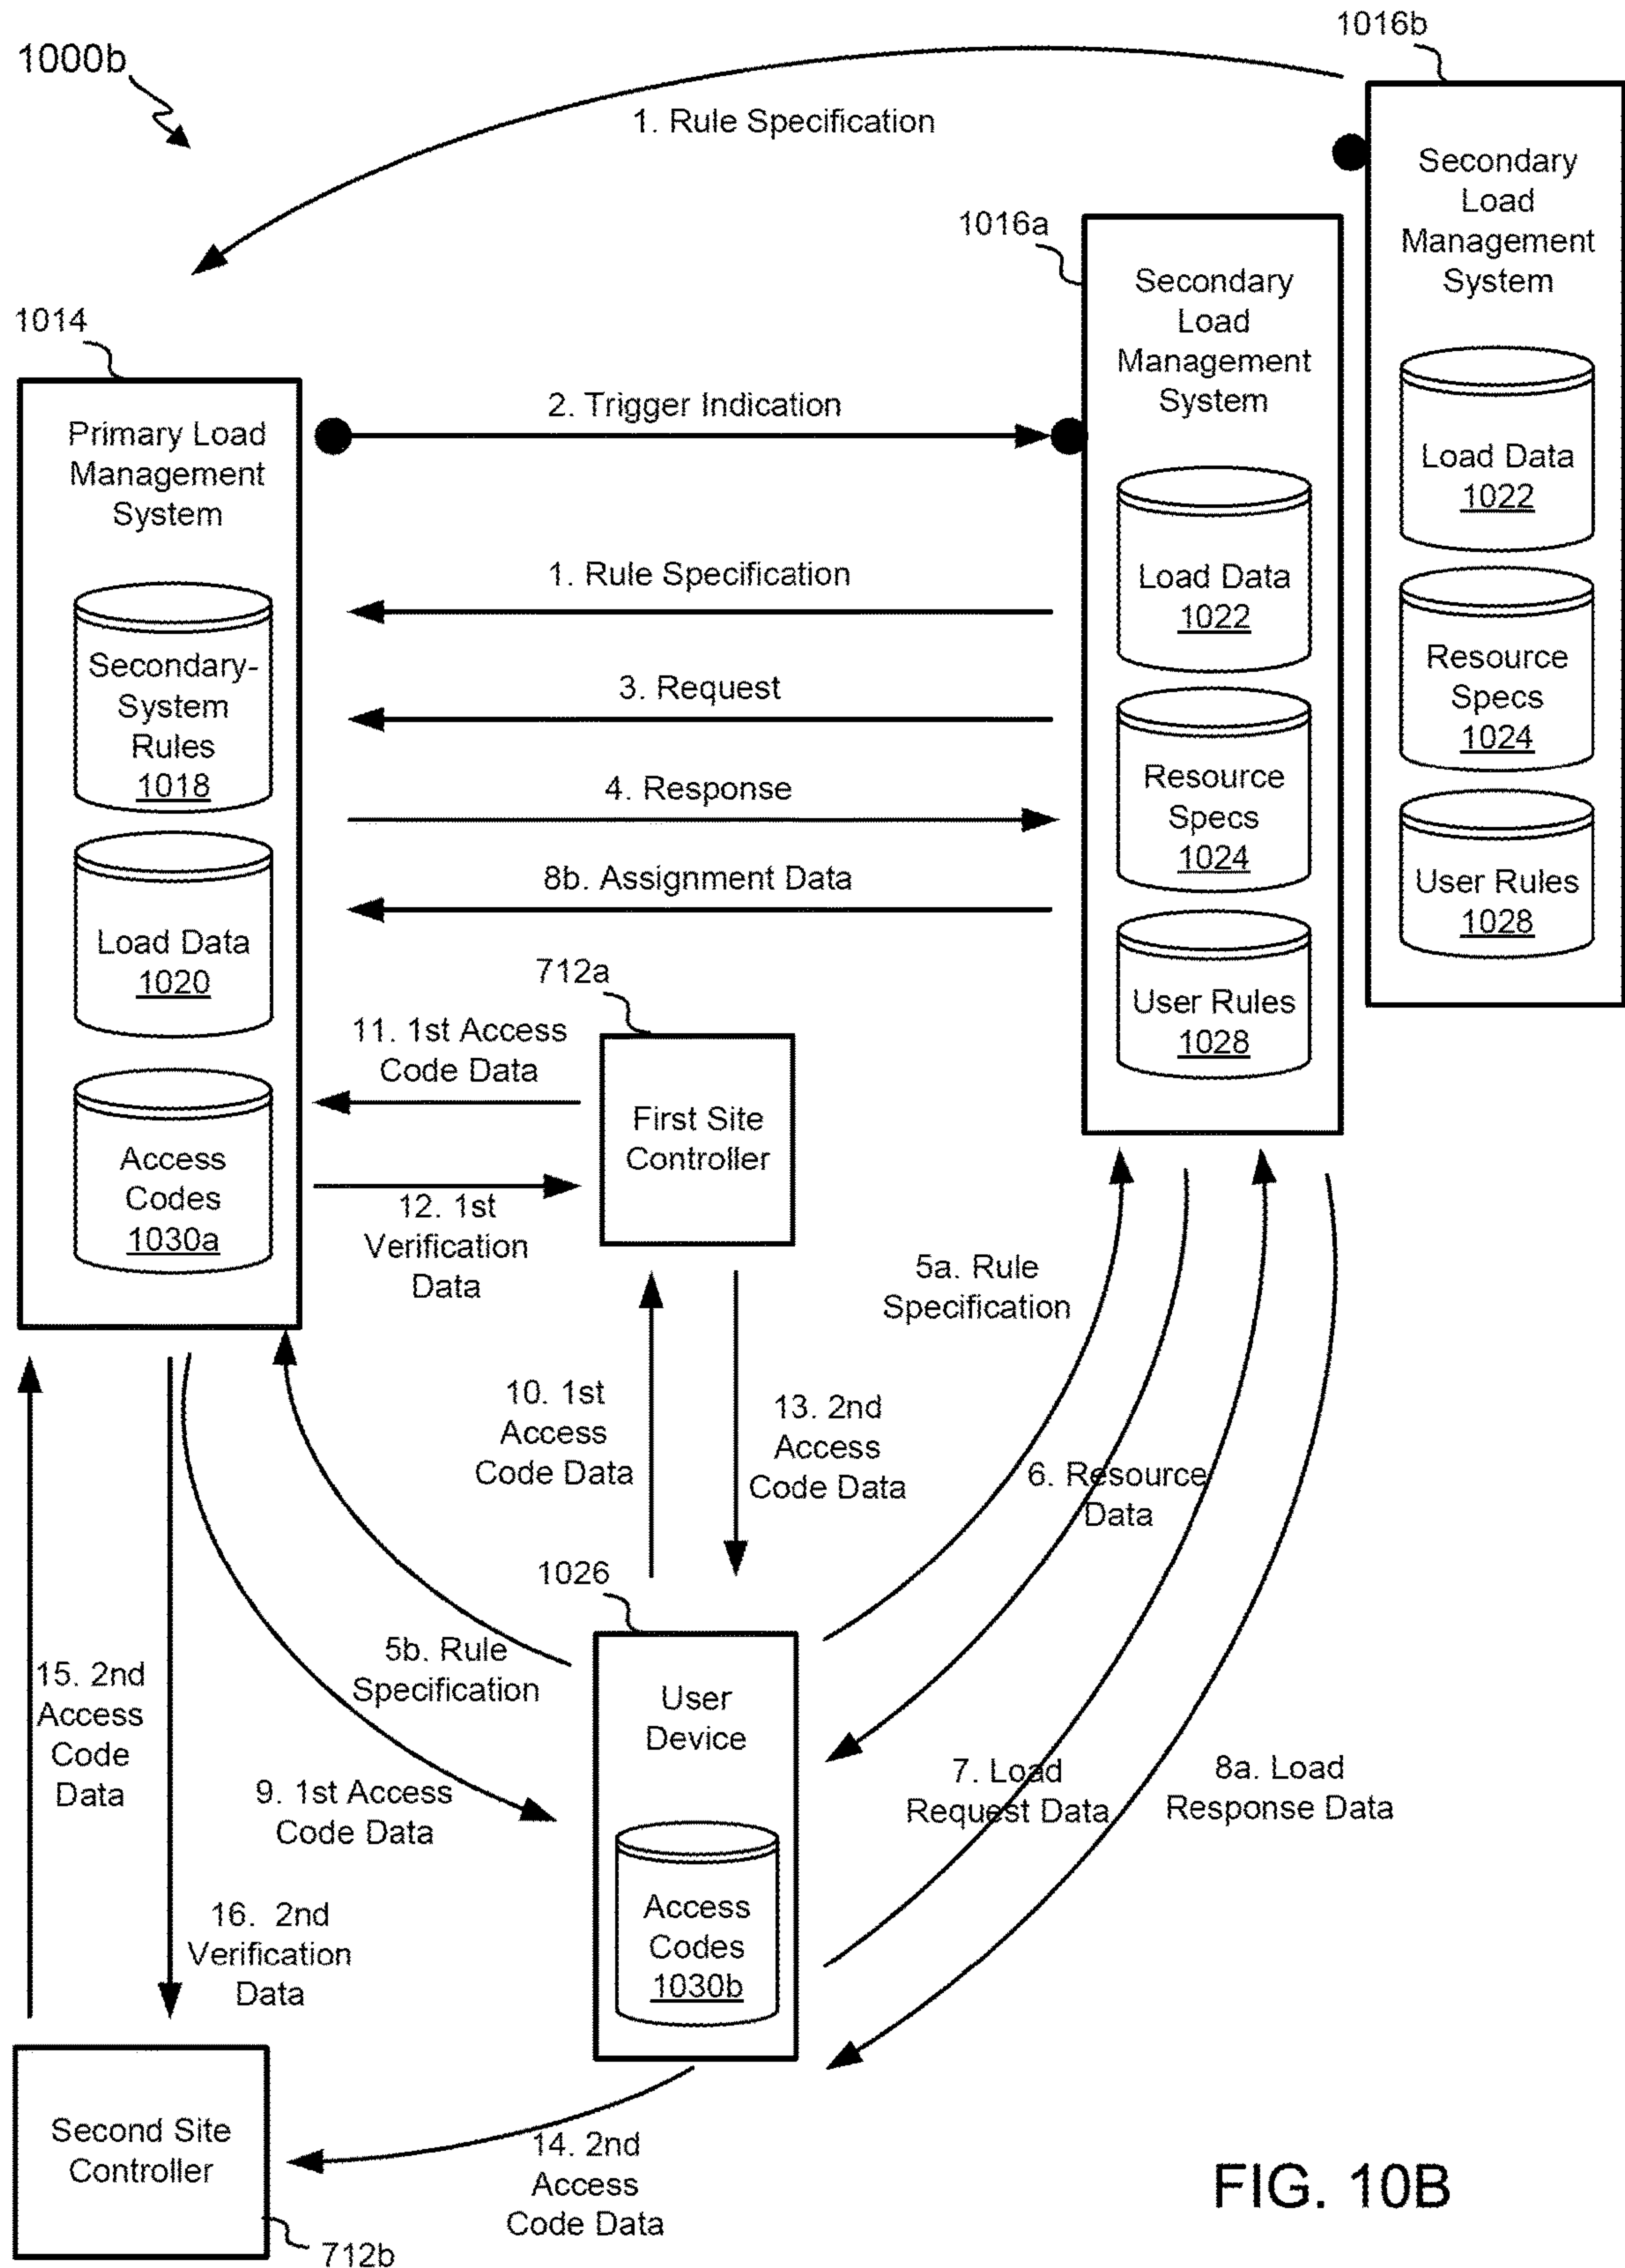 1016b
1000b
1. Rule Specification
Secondary
Load
Management
System
1016a
Secondary
Load
Management
System
1014
Load Data
1022
2. Trigger Indication
Primary Load
Management
System
Load Data
1022
1. Rule Specification
Resource
Specs
1024
Secondary-
System
Rules
1018
3. Request
Resource
Specs
1024
4. Response
User Rules
1028
8b. Assignment Data
Load Data
1020
User Rules
1028
712a
11. 1st Access
Code Data
First Site
Controller
Access
Codes
1030a
12. 1st
Verification
Data
5a. Rule
Specification
10. 1st
Access
Code Data
13. 2nd
Access
Code Data
6. Resource
Data
1026
5b. Rule
Specification
15. 2nd
Access
Code
Data
User
Device
9. 1st Access
Code Data
7. Load
Request Data
8a. Load
Response Data
Access
Codes
1030b
16. 2nd
Verification
Data
Second Site
Controller
14. 2nd
Access
Code Data
712b
FIG. 10B